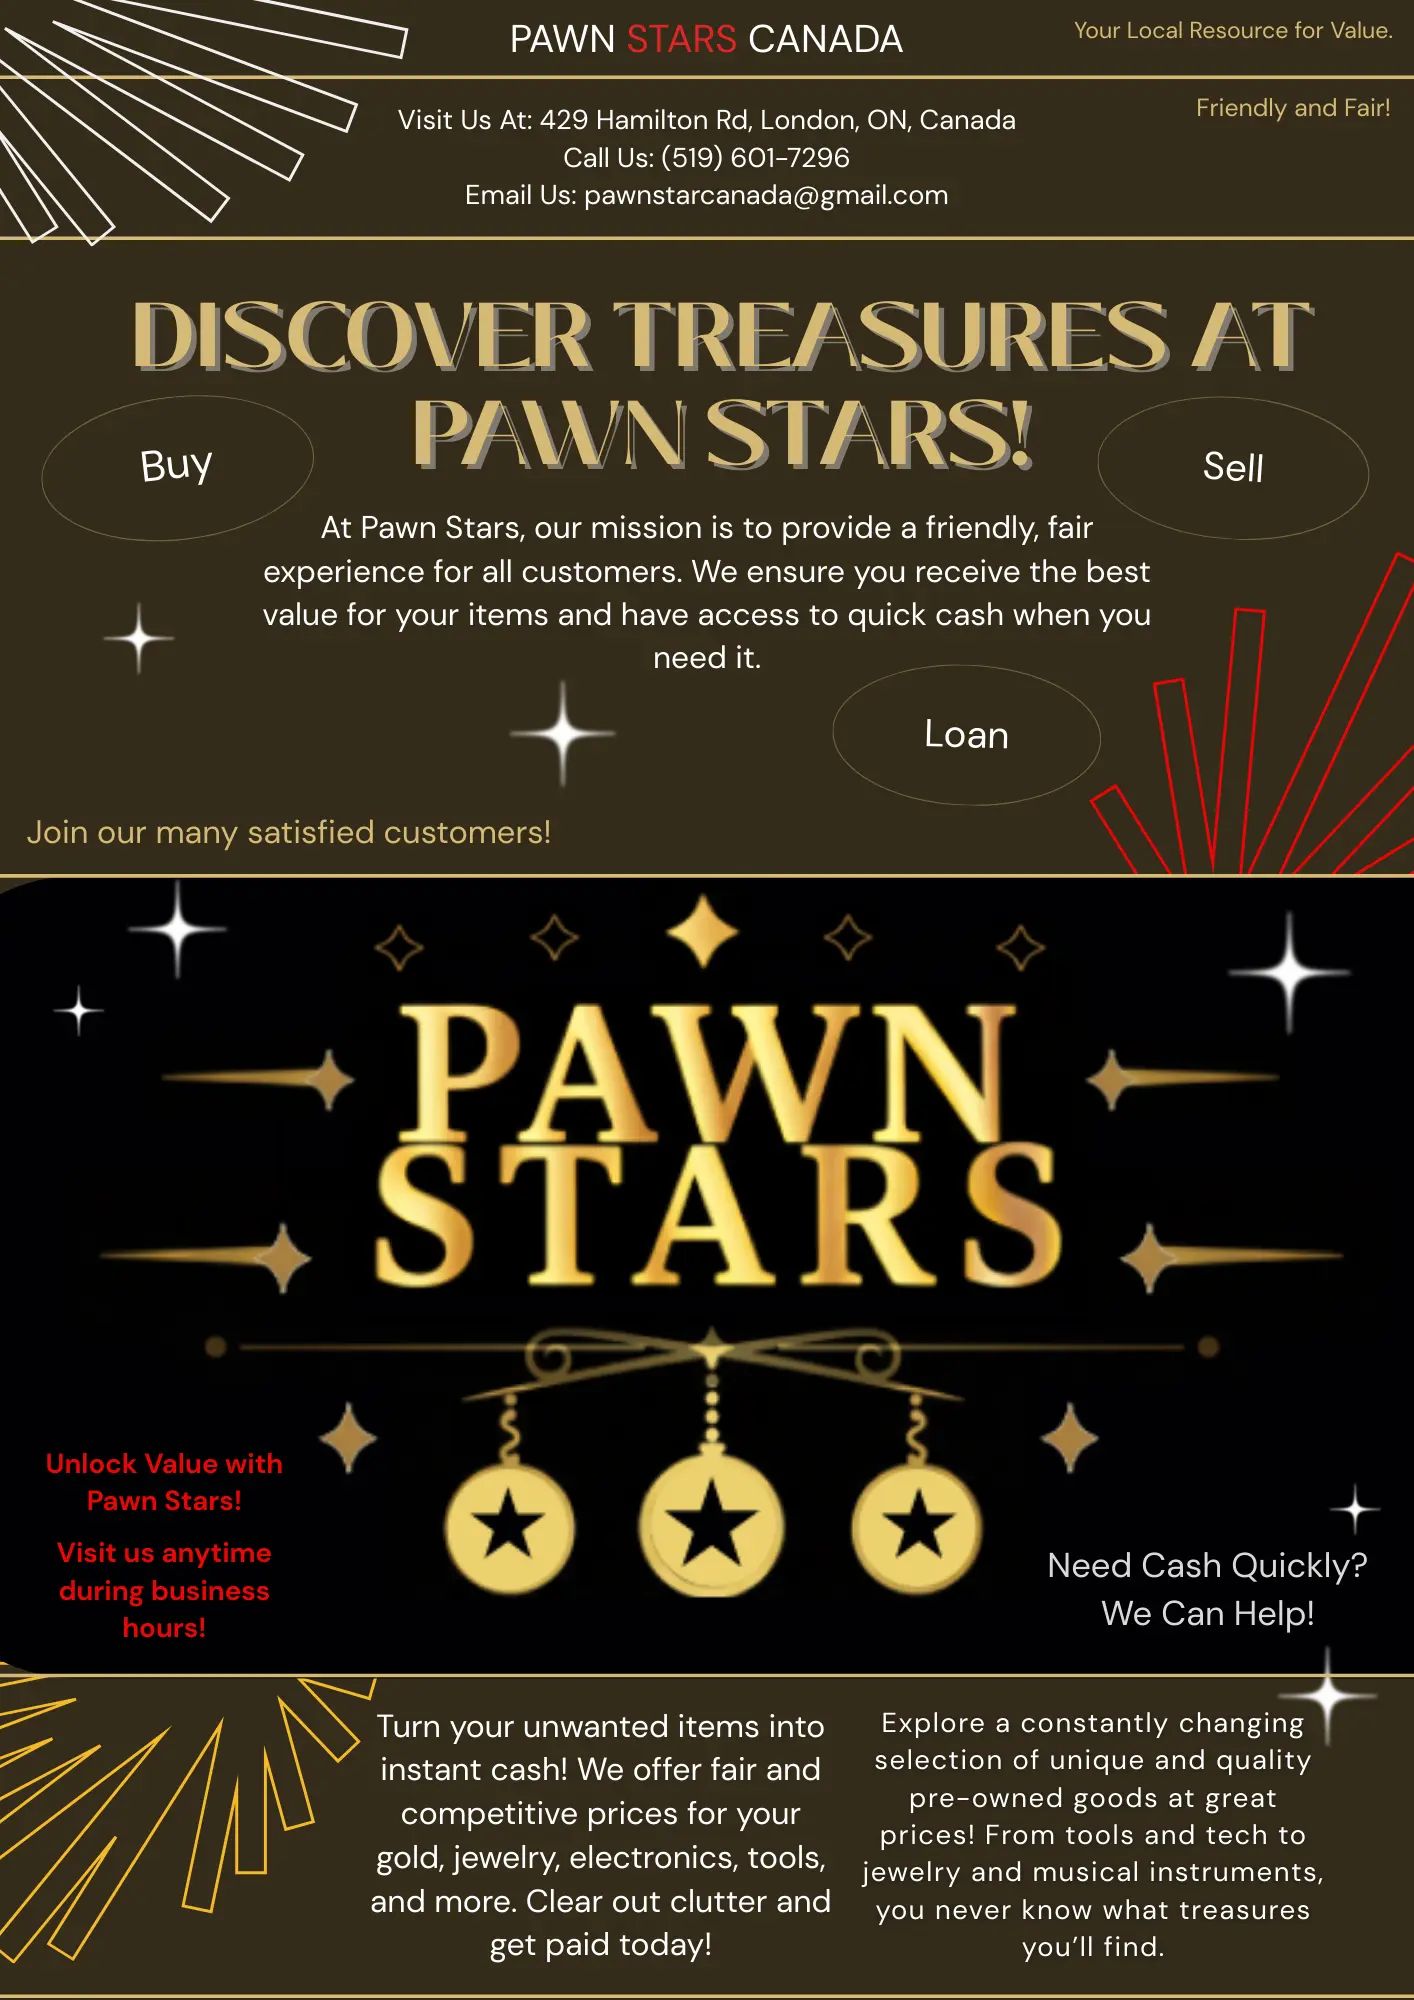 PAWN STARS CANADA
Your Local Resource for Value.
Friendly and Fair!
Visit Us At: 429 Hamilton Rd, London, ON, Canada
Call Us: (519) 601-7296
Email Us: pawnstarcanada@gmail.com
DISCOVER TREASURES AT
PAWN STARS!
Buy
Sell
At Pawn Stars, our mission is to provide a friendly, fair
experience for all customers. We ensure you receive the best
value for your items and have access to quick cash when you
need it.
Loan
Join our many satisfied customers!
PAWN
STARS
Unlock Value with
Pawn Stars!
Visit us anytime
during business
hours!
Need Cash Quickly?
We Can Help!
Turn your unwanted items into
instant cash! We offer fair and
competitive prices for your
gold, jewelry, electronics, tools,
and more. Clear out clutter and
get paid today!
Explore a constantly changing
selection of unique and quality
pre-owned goods at great
prices! From tools and tech to
jewelry and musical instruments,
you never know what treasures
you’ll find.